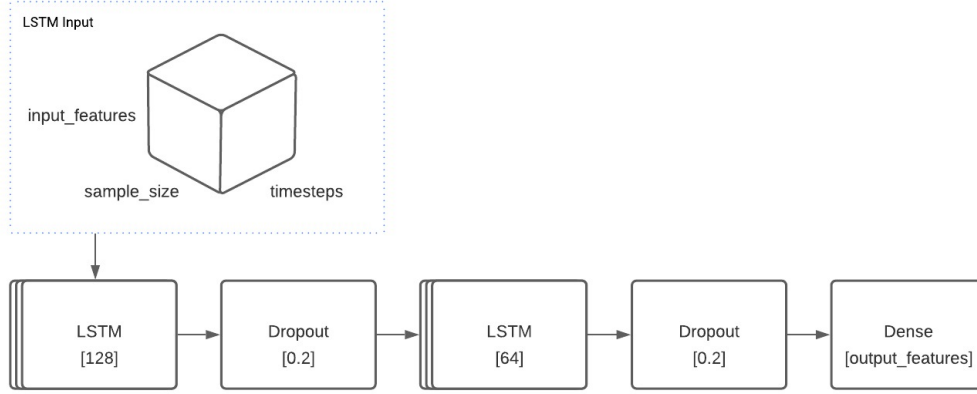 LSTM Input
input_features
sample_size
timesteps
LSTM
[128]
Dropout
[0.2]
LSTM
[64]
Dropout
[0.2]
Dense
[output_features]